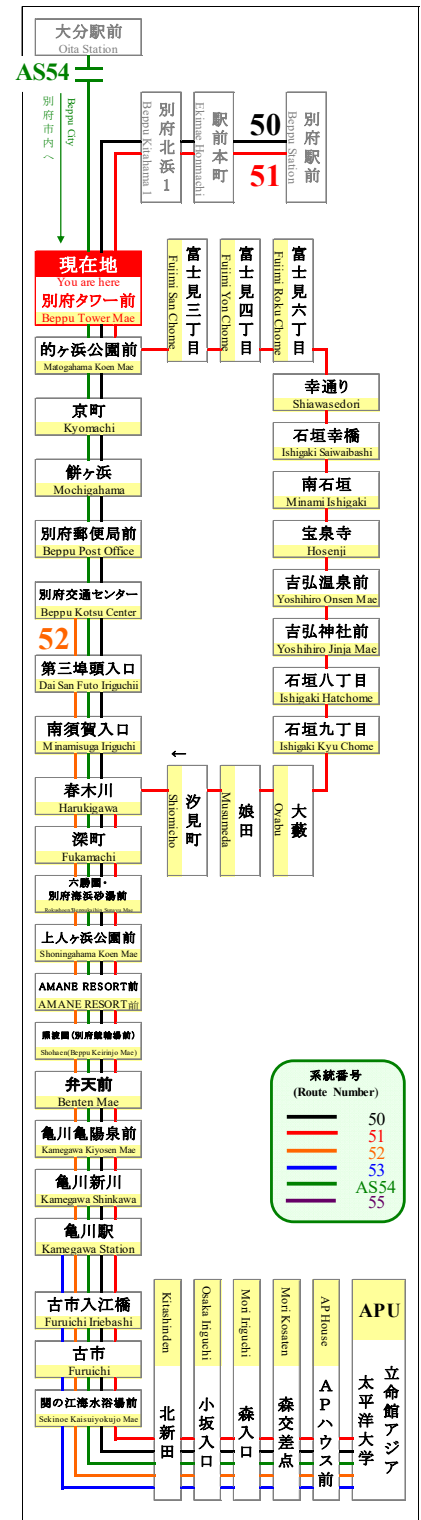 大分駅前
Oita Station
AS54
別府市内へ
Beppu City
別府北浜1
Beppu Kitahama 1
駅前本町
Ekimae Honmachi
50
51
別府駅前
Beppu Station
現在地
You are here
別府タワー前
Beppu Tower Mae
富士見三丁目
Fujimi San Chome
富士見四丁目
Fujimi Yon Chome
富士見六丁目
Fujimi Roku Chome
的ヶ浜公園前
Matogahama Koen Mae
幸通り
Shiawasedori
京町
Kyomachi
石垣幸橋
Ishigaki Saiwaibashi
餅ヶ浜
Mochigahama
南石垣
Minami Ishigaki
別府郵便局前
Beppu Post Office
宝泉寺
Hosenji
吉弘温泉前
Yoshihiro Onsen Mae
別府交通センター
Beppu Kotsu Center
52
吉弘神社前
Yoshihiro Jinja Mae
第三埠頭入口
Dai San Futo Iriguchii
石垣八丁目
Ishigaki Hatchome
南須賀入口
Minamisuga Iriguchi
石垣九丁目
Ishigaki Kyu Chome
←
春木川
Harukigawa
汐見町
Shiomicho
娘田
Musumeda
大藪
Oyabu
深町
Fukamachi
六勝園・
別府海浜砂湯前
上人ヶ浜公園前
Shoningahama Koen Mae
AMANE RESORT前
AMANE RESORT前
照波園(別府競輪場前)
Shohaen(Beppu Keirinjo Mae)
弁天前
Benten Mae
亀川亀陽泉前
Kamegawa Kiyosen Mae
亀川新川
Kamegawa Shinkawa
亀川駅
Kamegawa Station
系統番号
(Route Number)
50
51
52
53
AS54
55
古市入江橋
Furuichi Iriebashi
古市
Furuichi
関の江海水浴場前
Sekinoe Kaisuiyokujo Mae
Kitashinden
北新田
Osaka Iriguchi
小坂入口
Mori Iriguchi
森入口
Mori Kosaten
森交差点
AP House
APハウス前
APU
立命館アジア
太平洋大学